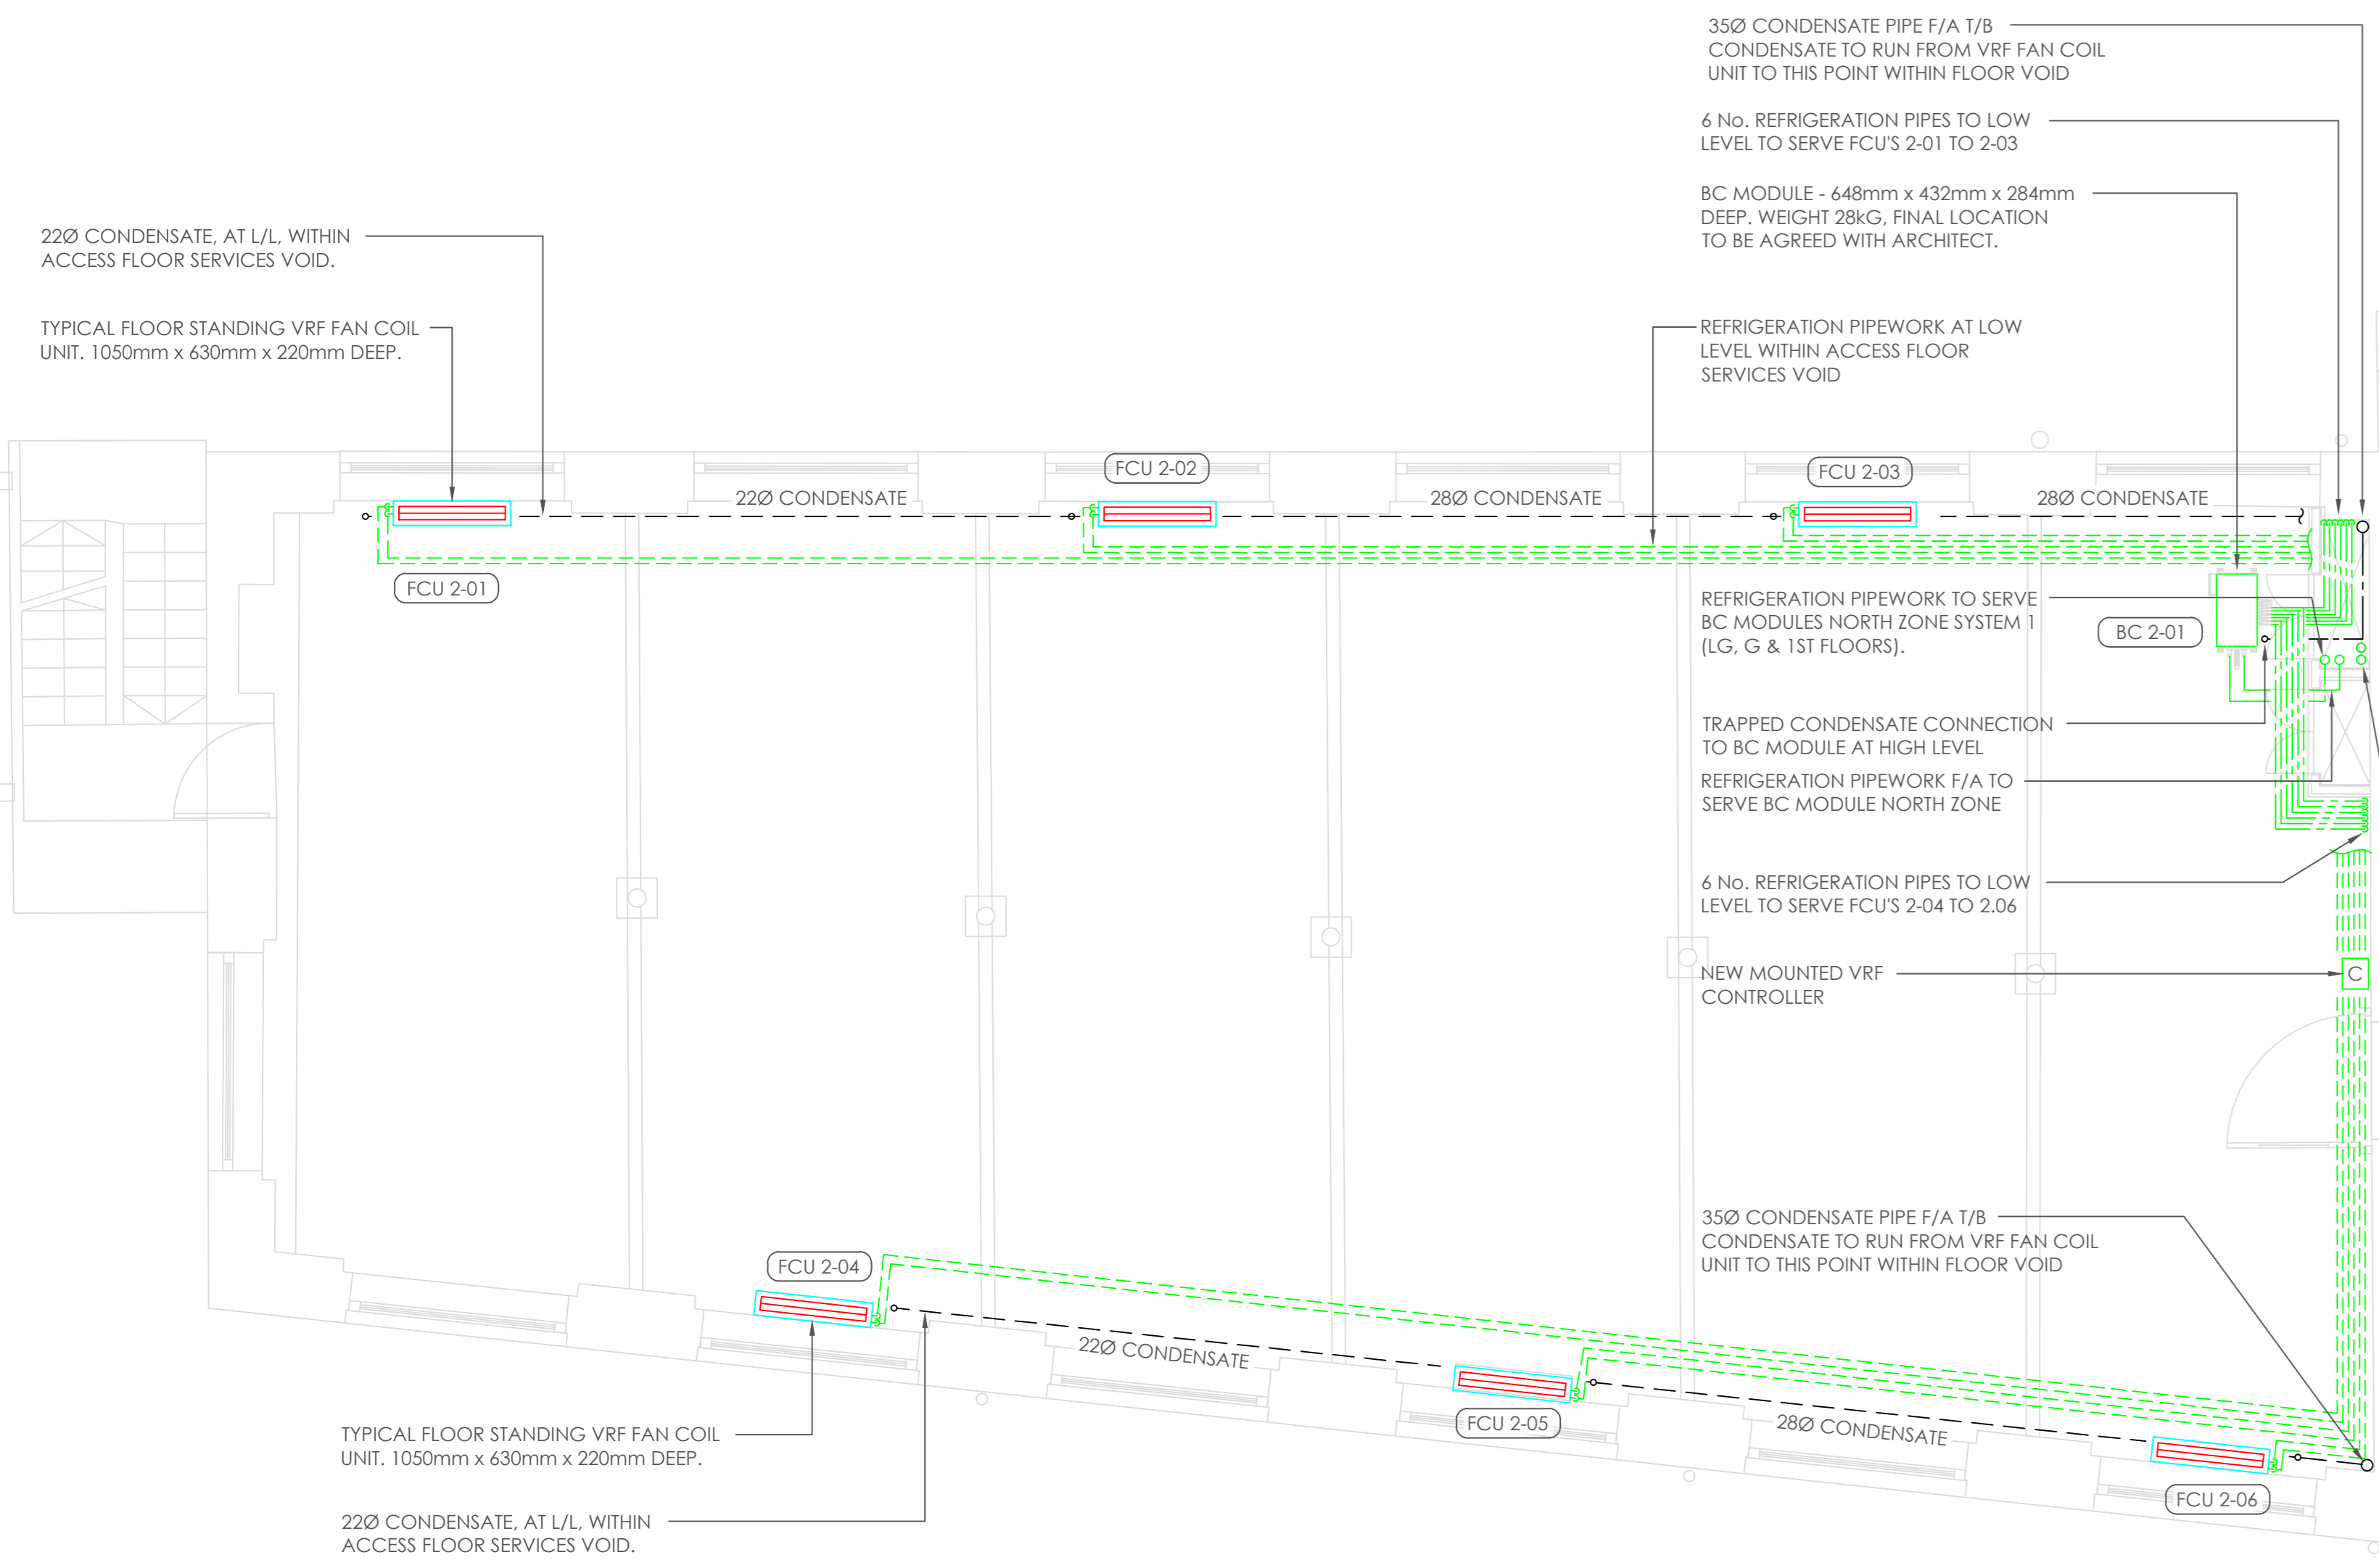 35Ø CONDENSATE PIPE F/A T/B
CONDENSATE TO RUN FROM VRF FAN COIL
UNIT TO THIS POINT WITHIN FLOOR VOID
6 No. REFRIGERATION PIPES TO LOW
LEVEL TO SERVE FCU'S 2-01 TO 2-03
BC MODULE - 648mm x 432mm x 284mm
DEEP. WEIGHT 28kG, FINAL LOCATION
TO BE AGREED WITH ARCHITECT.
22Ø CONDENSATE, AT L/L, WITHIN
ACCESS FLOOR SERVICES VOID.
TYPICAL FLOOR STANDING VRF FAN COIL
UNIT. 1050mm x 630mm x 220mm DEEP.
REFRIGERATION PIPEWORK AT LOW
LEVEL WITHIN ACCESS FLOOR
SERVICES VOID
FCU 2-02
FCU 2-03
22Ø CONDENSATE
28Ø CONDENSATE
28Ø CONDENSATE
FCU 2-01
REFRIGERATION PIPEWORK TO SERVE
BC MODULES NORTH ZONE SYSTEM 1
(LG, G & 1ST FLOORS).
BC 2-01
TRAPPED CONDENSATE CONNECTION
TO BC MODULE AT HIGH LEVEL
REFRIGERATION PIPEWORK F/A TO
SERVE BC MODULE NORTH ZONE
6 No. REFRIGERATION PIPES TO LOW
LEVEL TO SERVE FCU'S 2-04 TO 2.06
NEW MOUNTED VRF
CONTROLLER
C
35Ø CONDENSATE PIPE F/A T/B
CONDENSATE TO RUN FROM VRF FAN COIL
UNIT TO THIS POINT WITHIN FLOOR VOID
FCU 2-04
22Ø CONDENSATE
FCU 2-05
28Ø CONDENSATE
FCU 2-06
TYPICAL FLOOR STANDING VRF FAN COIL
UNIT. 1050mm x 630mm x 220mm DEEP.
22Ø CONDENSATE, AT L/L, WITHIN
ACCESS FLOOR SERVICES VOID.